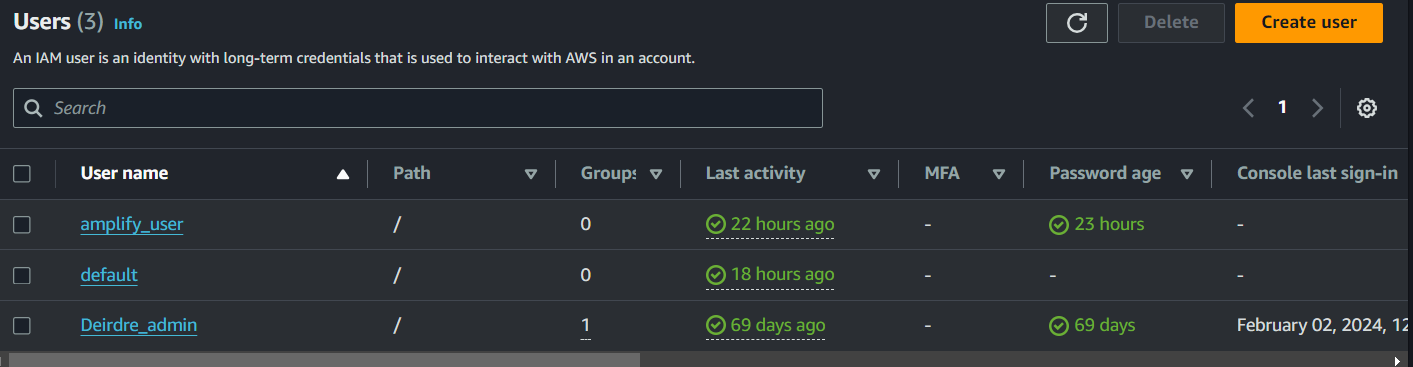 Users (3) Info
Delete
Create user
An IAM user is an identity with long-term credentials that is used to interact with AWS in an account.
Search
1
User name Path Groups Last activity MFA Password age Console last sign-in
amplify_user / 0 22 hours ago - 23 hours -
default / 0 18 hours ago - - -
Deirdre_admin / 1 69 days ago - 69 days February 02, 2024, 12